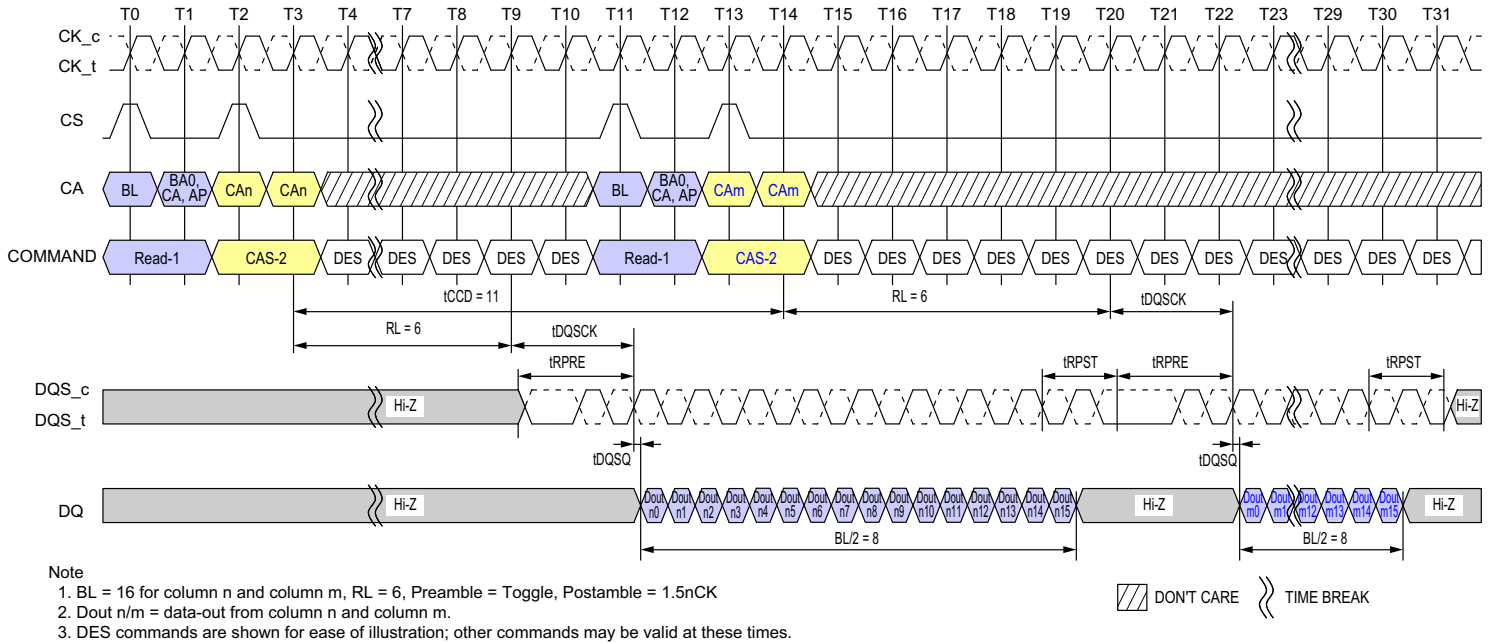 T0 T1 T2 T3 T4 T7 T8 T9 T10 T11 T12 T13 T14 T15 T16 T17 T18 T19 T20 T21 T22 T23 T29 T30 T31
CK_c
CK_t
CS
CA BL BA0, CA, AP CAn CAn BL BA0, CA, AP CAm CAm
COMMAND Read-1 CAS-2 DES DES DES DES DES Read-1 CAS-2 DES DES DES DES DES DES DES DES DES DES DES DES
tCCD = 11 RL = 6 tDQSCK
RL = 6 tDQSCK
tRPRE tRPST tRPRE tRPST
DQS_c
DQS_t
Hi-Z Hi-Z
tDQSQ tDQSQ
DQ Hi-Z Dout n0 Dout n1 Dout n2 Dout n3 Dout n4 Dout n5 Dout n6 Dout n7 Dout n8 Dout n9 Dout n10 Dout n11 Dout n12 Dout n13 Dout n14 Dout n15 Hi-Z Dout m0 Dout m1 Dout m12 Dout m13 Dout m14 Dout m15 Hi-Z
BL/2 = 8 BL/2 = 8
Note
1. BL = 16 for column n and column m, RL = 6, Preamble = Toggle, Postamble = 1.5nCK
2. Dout n/m = data-out from column n and column m.
3. DES commands are shown for ease of illustration; other commands may be valid at these times.
DON'T CARE TIME BREAK